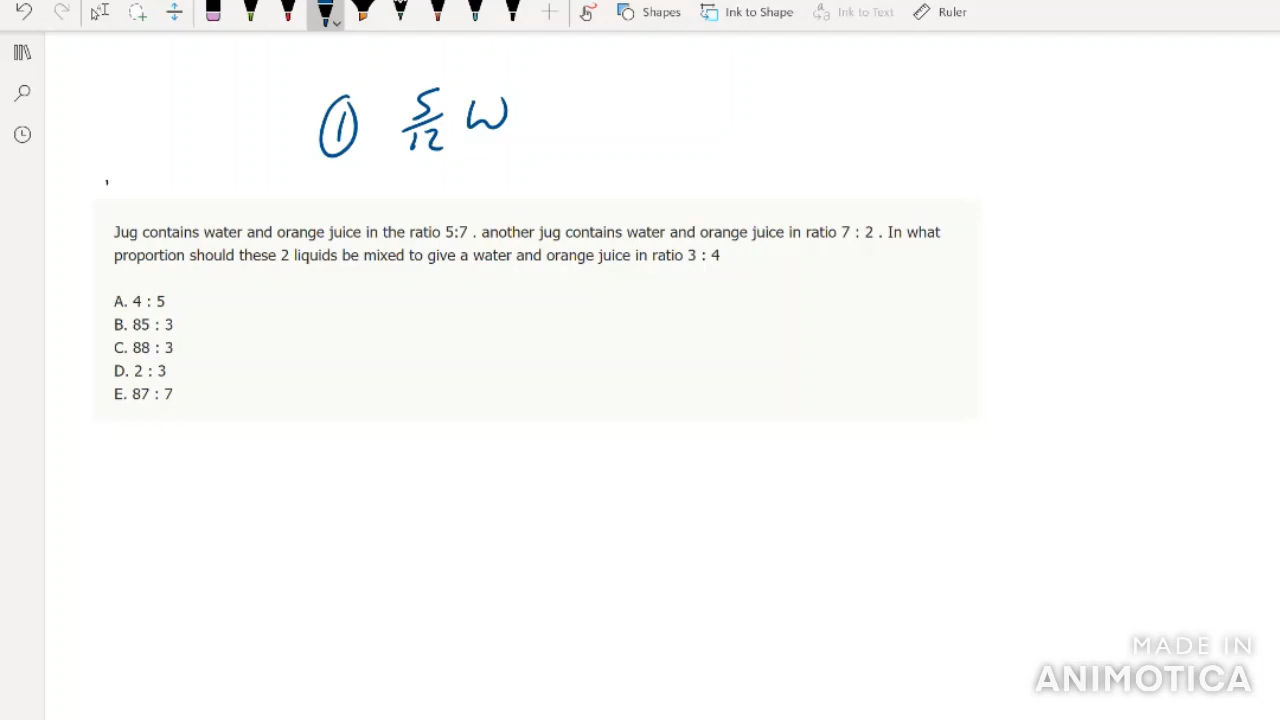 Shapes Ink to Shape Ink to Text Ruler
① 5/12 W
Jug contains water and orange juice in the ratio 5:7 . another jug contains water and orange juice in ratio 7 : 2 . In what
proportion should these 2 liquids be mixed to give a water and orange juice in ratio 3 : 4
A. 4 : 5
B. 85 : 3
C. 88 : 3
D. 2 : 3
E. 87 : 7
MADE IN
ANIMOTICA